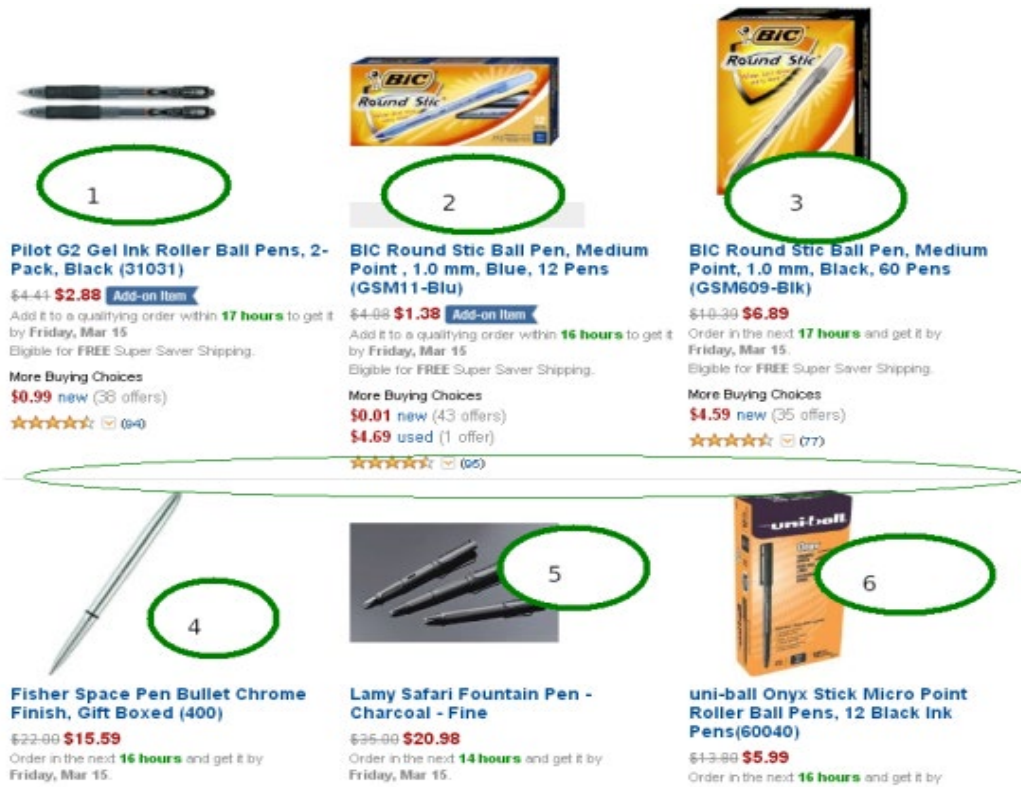 BIC
Round Stic
BIC
Round Stic
1
2
3
Pilot G2 Gel Ink Roller Ball Pens, 2-
Pack, Black (31031)
$4.41 $2.88 Add-on Item
Add it to a qualifying order within 17 hours to get it
by Friday, Mar 15
Eligible for FREE Super Saver Shipping.
More Buying Choices
$0.99 new (38 offers)
(94)
BIC Round Stic Ball Pen, Medium
Point , 1.0 mm, Blue, 12 Pens
(GSM11-Blu)
$4.08 $1.38 Add-on Item
Add it to a qualifying order within 16 hours to get it
by Friday, Mar 15
Eligible for FREE Super Saver Shipping.
More Buying Choices
$0.01 new (43 offers)
$4.69 used (1 offer)
(95)
BIC Round Stic Ball Pen, Medium
Point, 1.0 mm, Black, 60 Pens
(GSM609-Blk)
$10.39 $6.89
Order in the next 17 hours and get it by
Friday, Mar 15.
Eligible for FREE Super Saver Shipping.
More Buying Choices
$4.59 new (35 offers)
(77)
uni-ball
Onyx
4
5
6
Fisher Space Pen Bullet Chrome
Finish, Gift Boxed (400)
$22.00 $15.59
Order in the next 16 hours and get it by
Friday, Mar 15.
Lamy Safari Fountain Pen -
Charcoal - Fine
$35.00 $20.98
Order in the next 14 hours and get it by
Friday, Mar 15.
uni-ball Onyx Stick Micro Point
Roller Ball Pens, 12 Black Ink
Pens(60040)
$13.80 $5.99
Order in the next 16 hours and get it by